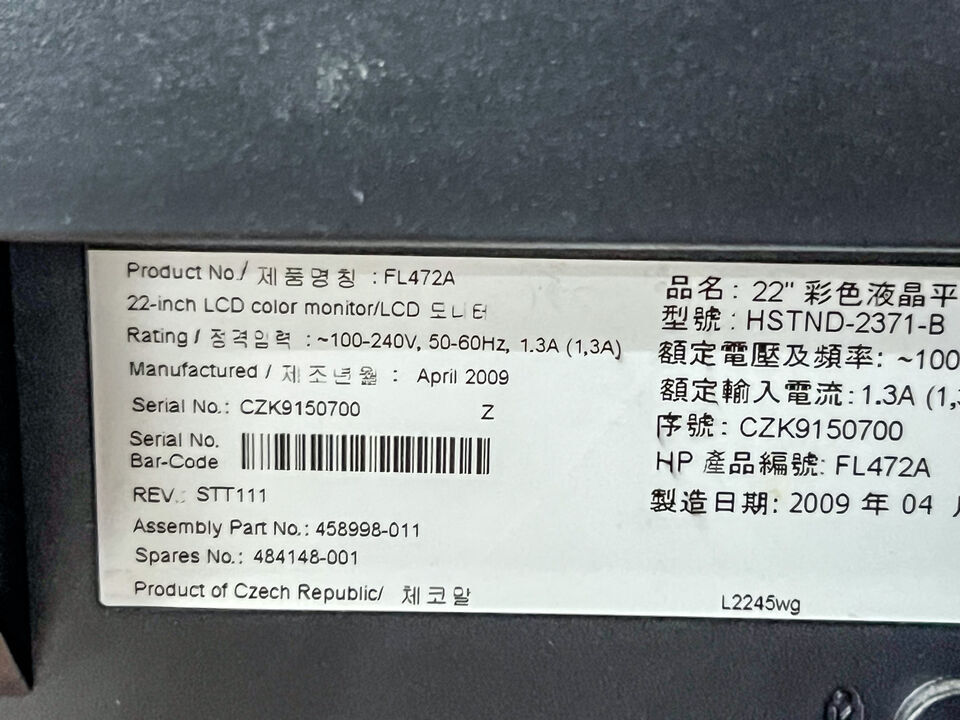 Product No./ 제품명칭 : FL472A
22-inch LCD color monitor/LCD 모니터
Rating / 정격입력 : ~100-240V, 50-60Hz, 1.3A (1,3A)
Manufactured / 제조년월 : April 2009
Serial No.: CZK9150700 Z
Serial No.
Bar-Code
REV.: STT111
Assembly Part No.: 458998-011
Spares No.: 484148-001
Product of Czech Republic/ 체코말
品名: 22" 彩色液晶平
型號: HSTND-2371-B
額定電壓及頻率: ~100
額定輸入電流: 1.3A (1,3
序號: CZK9150700
HP 產品編號: FL472A
製造日期: 2009 年 04
L2245wg